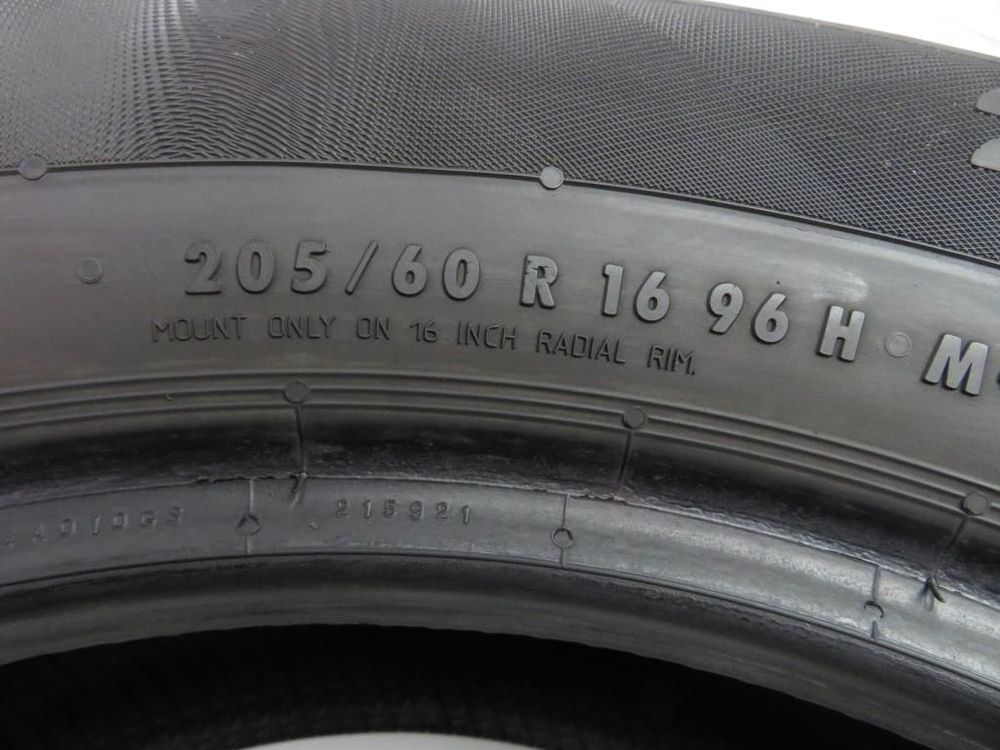 205/60 R 16 96 H M
MOUNT ONLY ON 16 INCH RADIAL RIM.
215921